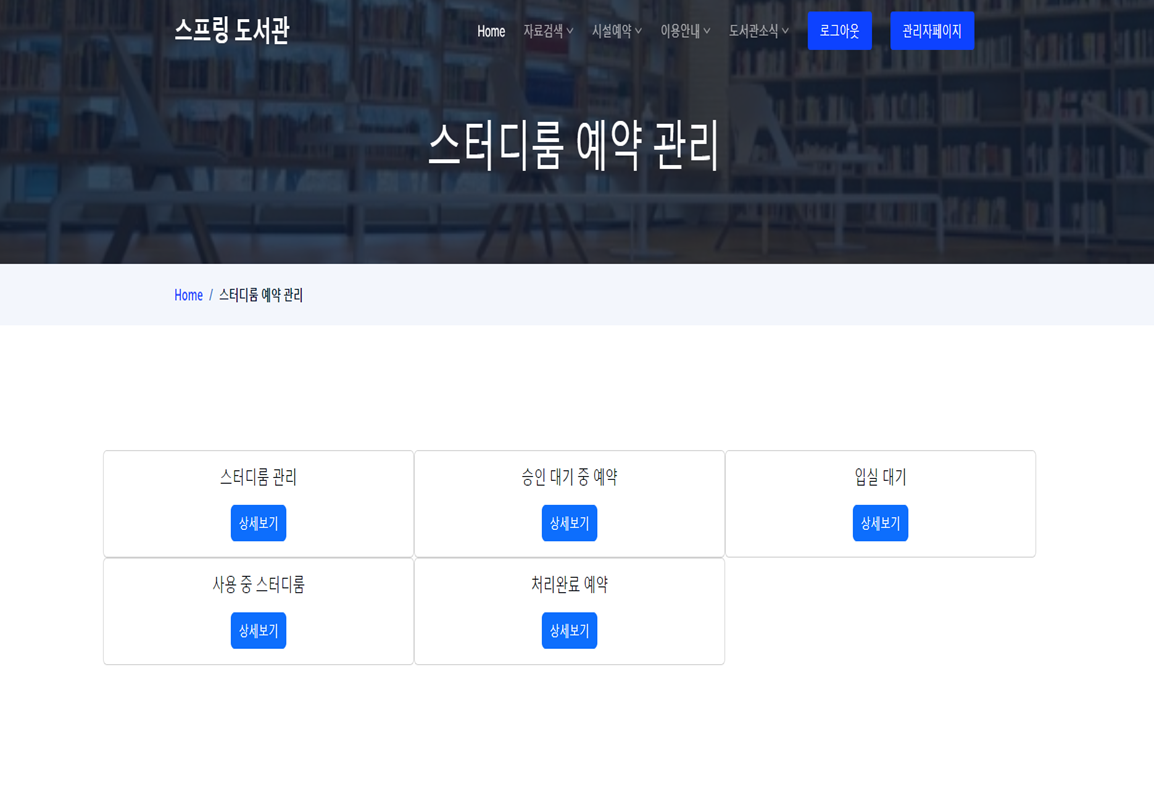 스프링 도서관
Home 자료검색 시설예약 이용안내 도서관소식 로그아웃 관리자페이지
스터디룸 예약 관리
Home / 스터디룸 예약 관리
스터디룸 관리
상세보기
승인 대기 중 예약
상세보기
입실 대기
상세보기
사용 중 스터디룸
상세보기
처리완료 예약
상세보기